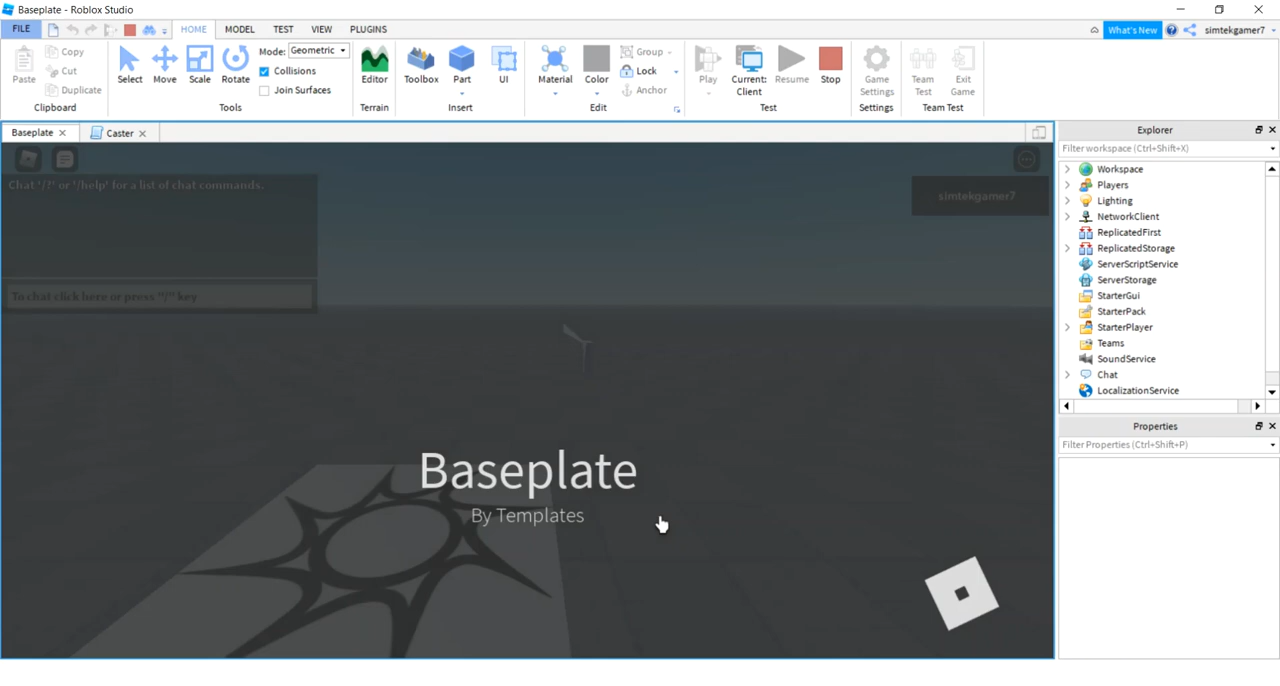 Baseplate - Roblox Studio
FILE HOME MODEL TEST VIEW PLUGINS What's New simtekgamer7
Paste Copy Cut Duplicate
Clipboard
Select Move Scale Rotate
Mode: Geometric
Collisions
Join Surfaces
Tools
Editor
Terrain
Toolbox Part UI
Insert
Material Color Group Lock Anchor
Edit
Play Current: Client Resume Stop
Test
Game Settings
Settings
Team Test Exit Game
Team Test
Baseplate Caster
Chat '/?' or '/help' for a list of chat commands.
To chat click here or press "/" key
simtekgamer7
Baseplate
By Templates
Explorer
Filter workspace (Ctrl+Shift+X)
Workspace
Players
Lighting
NetworkClient
ReplicatedFirst
ReplicatedStorage
ServerScriptService
ServerStorage
StarterGui
StarterPack
StarterPlayer
Teams
SoundService
Chat
LocalizationService
Properties
Filter Properties (Ctrl+Shift+P)